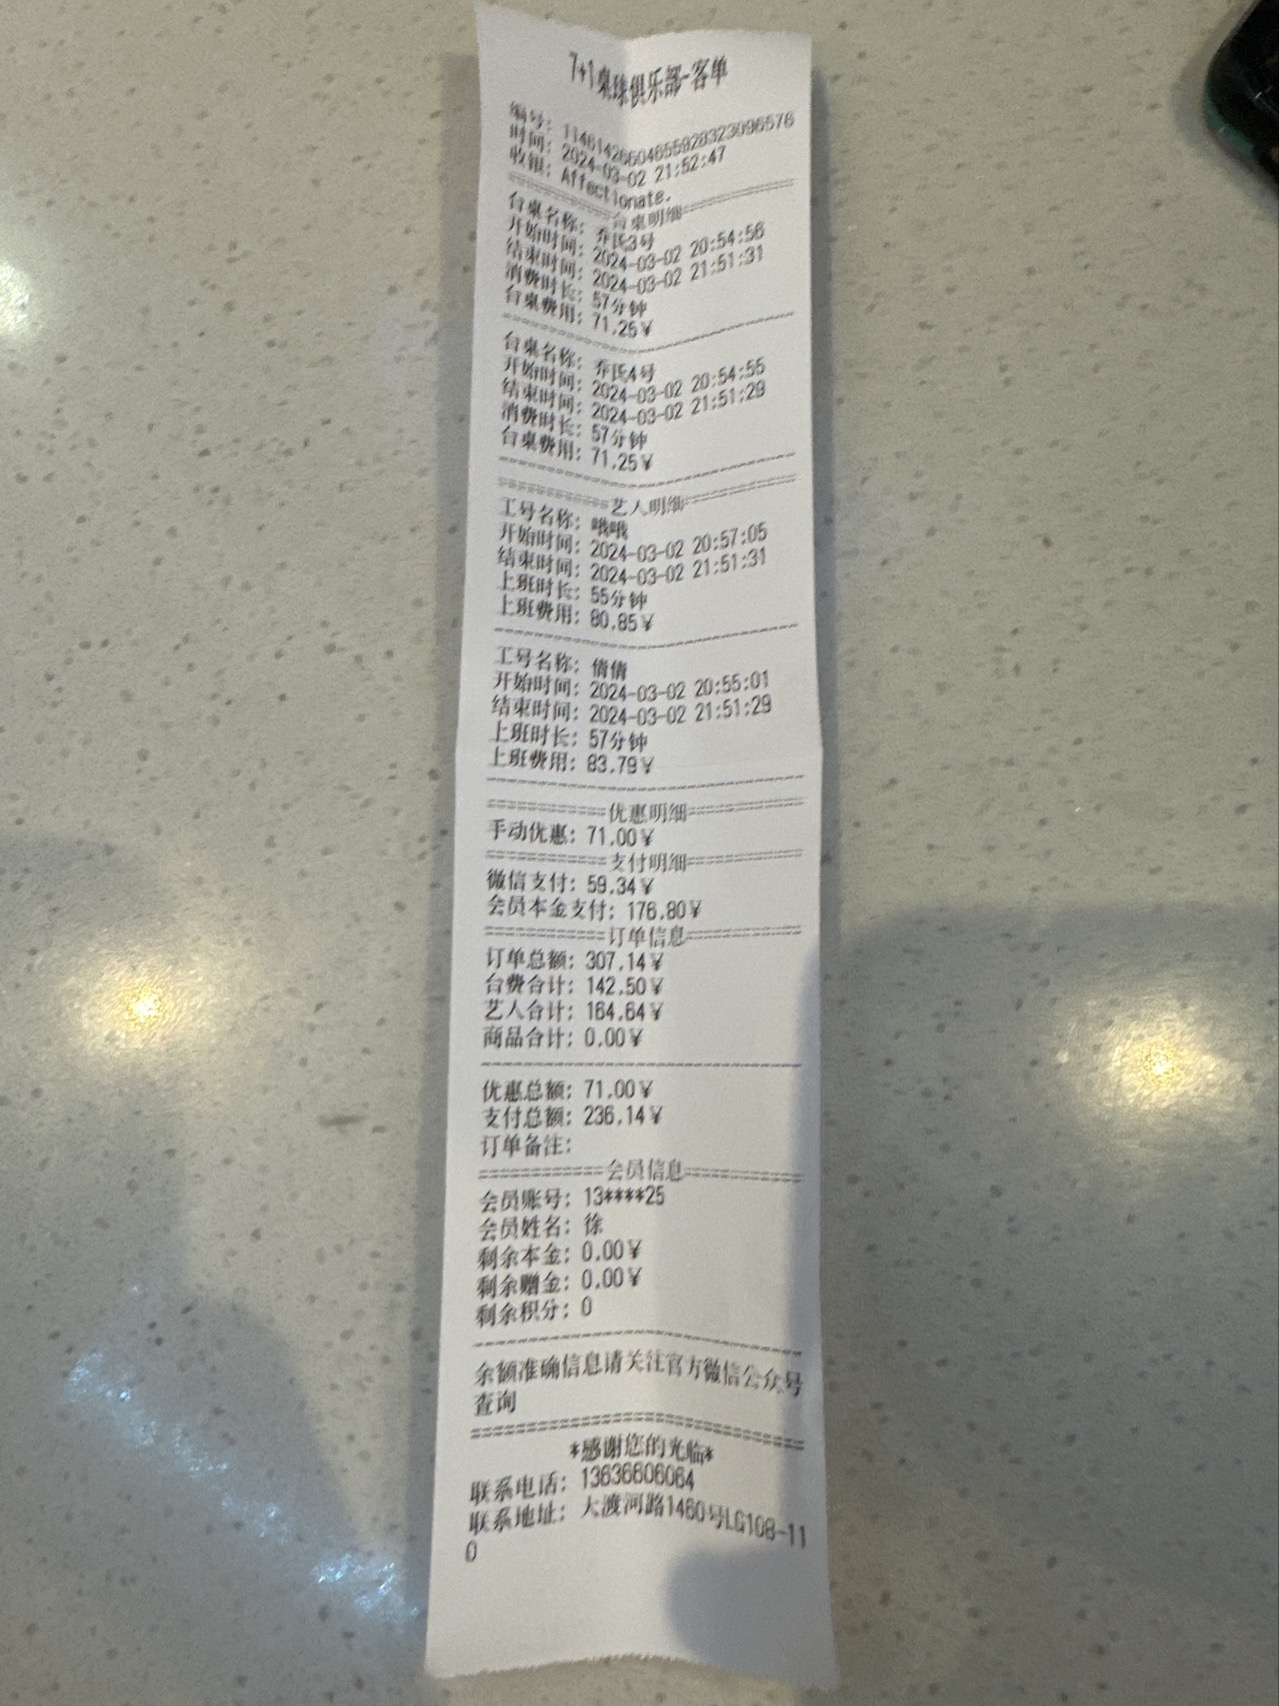 7+1桌球俱乐部-客单
编号: 1146142660465592832309657​6
时间: 2024-03-02 21:52:47
收银: Affectionate.
==========台桌明细==========
台桌名称: 乔氏3号
开始时间: 2024-03-02 20:54:56
结束时间: 2024-03-02 21:51:31
消费时长: 57分钟
台桌费用: 71.25¥
台桌名称: 乔氏4号
开始时间: 2024-03-02 20:54:55
结束时间: 2024-03-02 21:51:29
消费时长: 57分钟
台桌费用: 71.25¥
==========艺人明细==========
工号名称: 哦哦
开始时间: 2024-03-02 20:57:05
结束时间: 2024-03-02 21:51:31
上班时长: 55分钟
上班费用: 80.85¥
工号名称: 倩倩
开始时间: 2024-03-02 20:55:01
结束时间: 2024-03-02 21:51:29
上班时长: 57分钟
上班费用: 83.79¥
==========优惠明细==========
手动优惠: 71.00¥
==========支付明细==========
微信支付: 59.34¥
会员本金支付: 176.80¥
==========订单信息==========
订单总额: 307.14¥
台费合计: 142.50¥
艺人合计: 164.64¥
商品合计: 0.00¥
优惠总额: 71.00¥
支付总额: 236.14¥
订单备注:
==========会员信息==========
会员账号: 13****25
会员姓名: 徐
剩余本金: 0.00¥
剩余赠金: 0.00¥
剩余积分: 0
余额准确信息请关注官方微信公众号
查询
*感谢您的光临*
联系电话: 13636606064
联系地址: 大渡河路1460号LG108-11
0